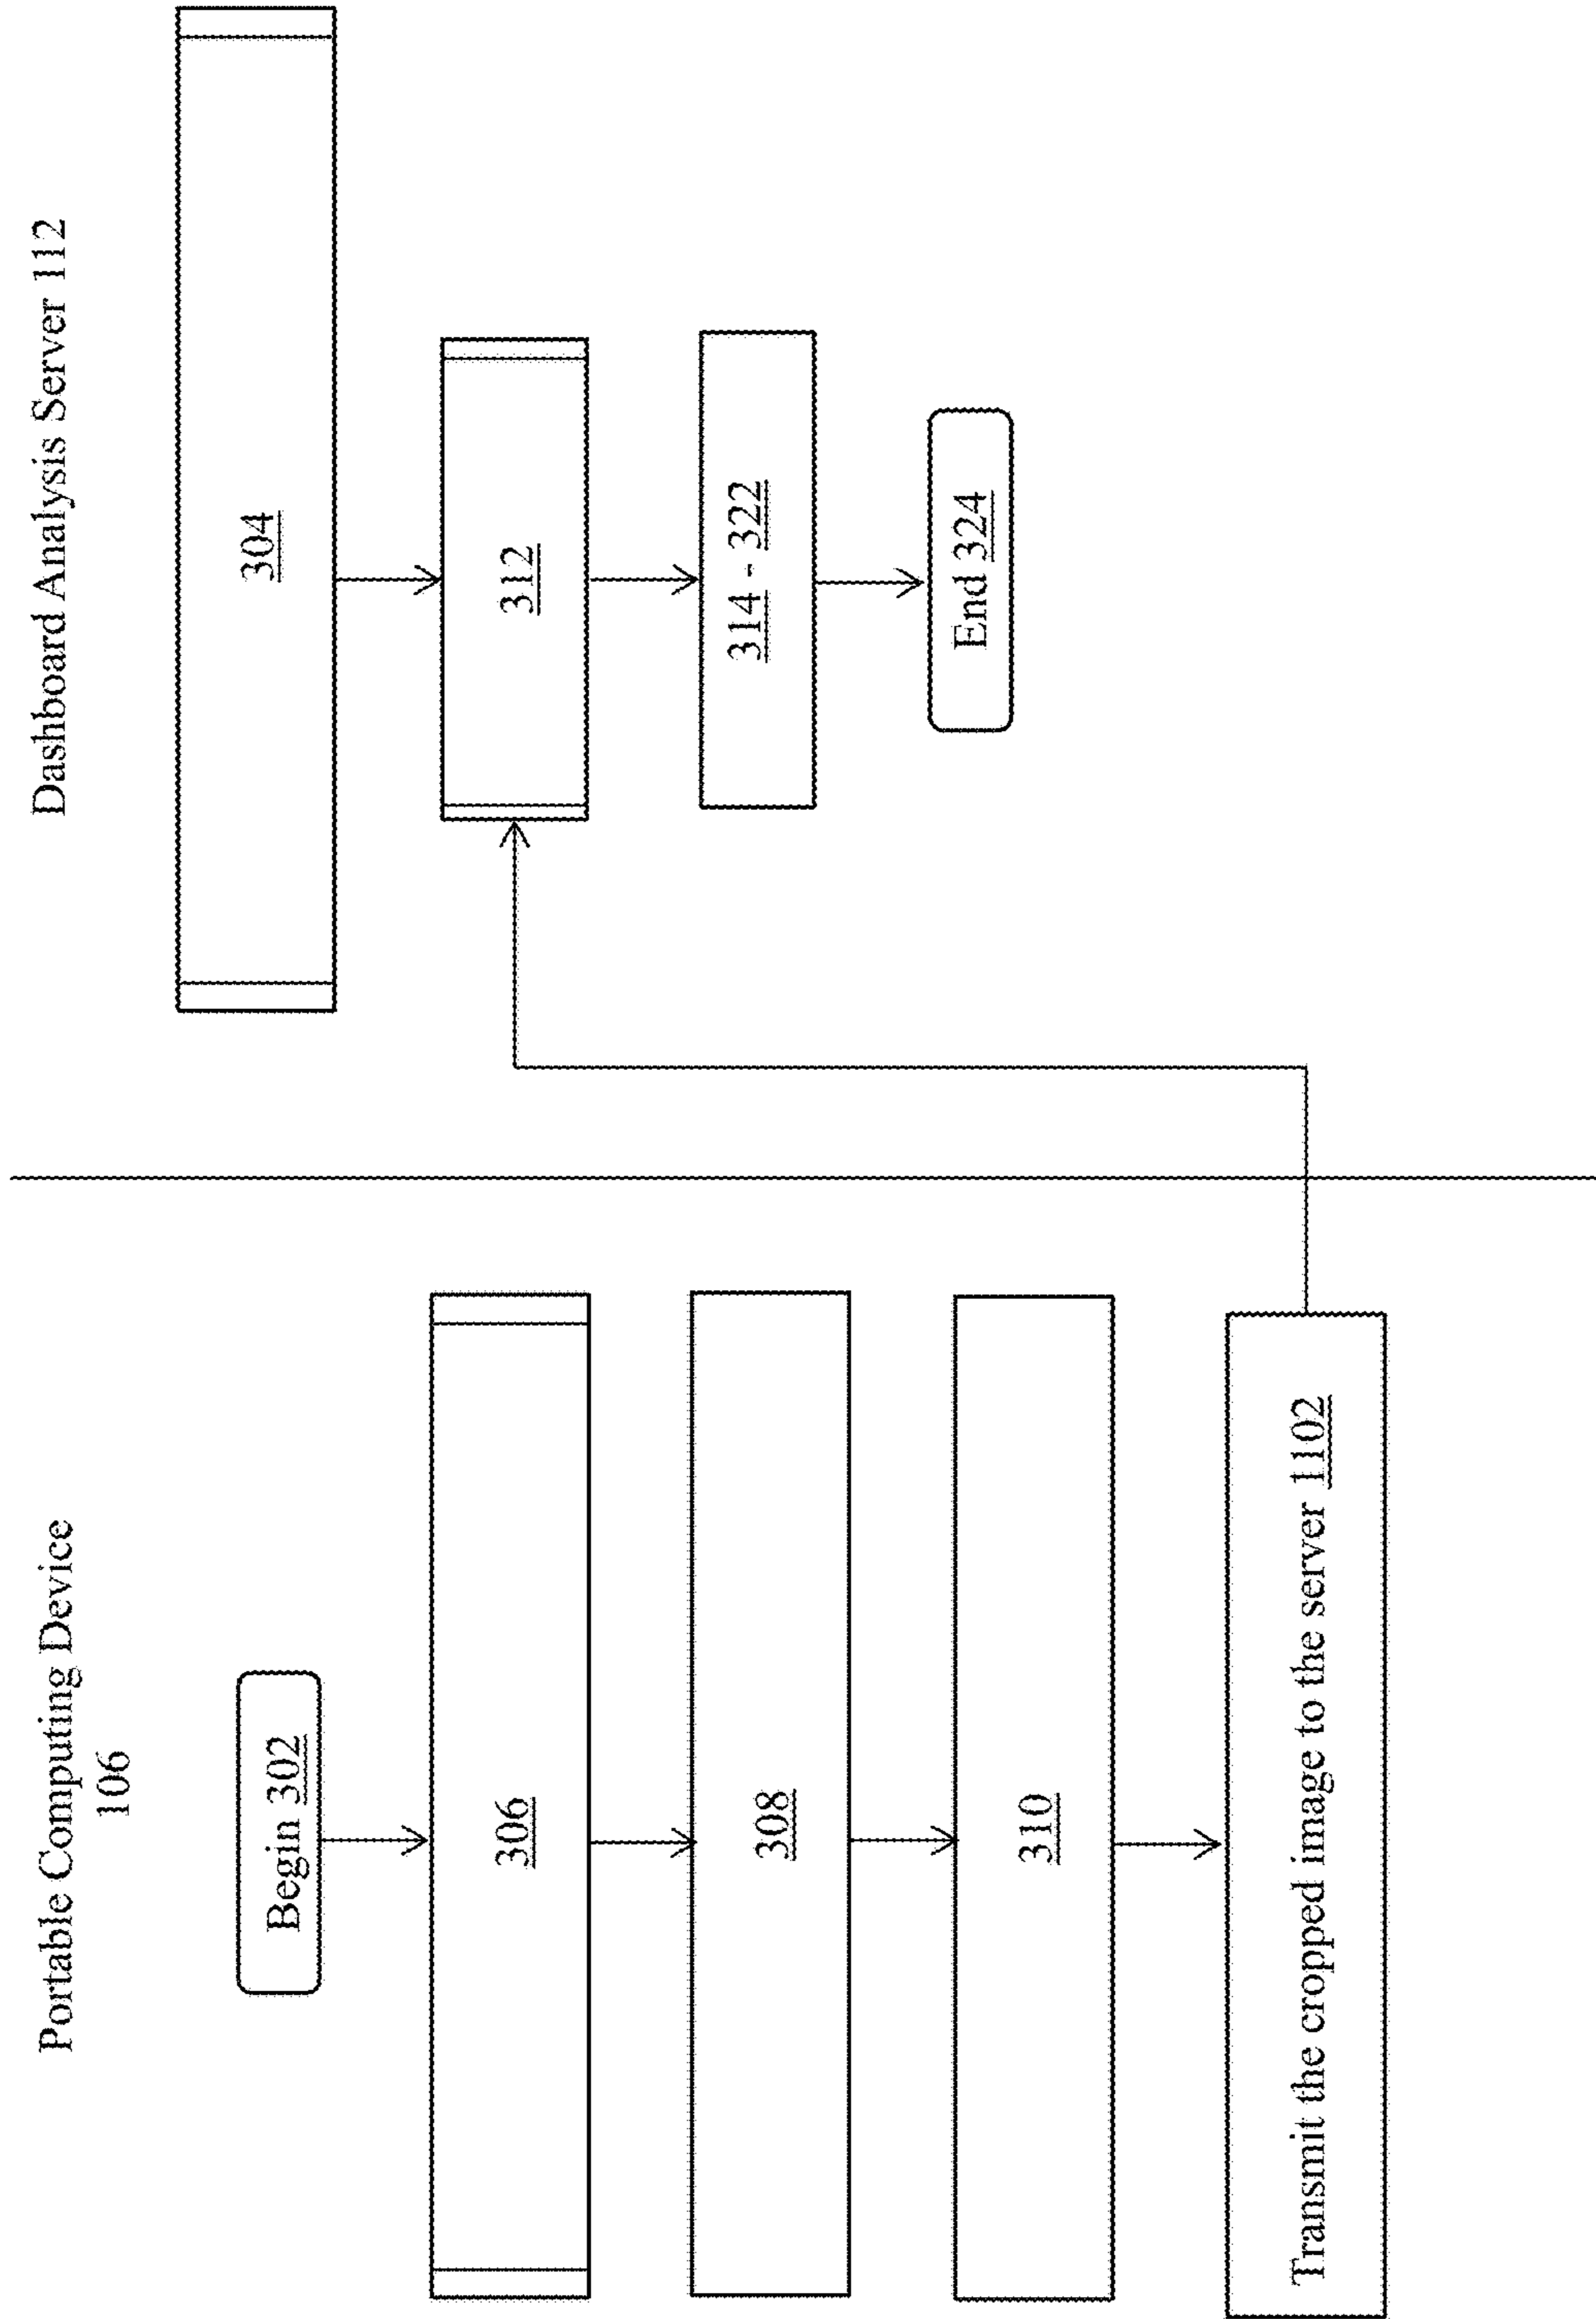 Portable Computing Device
106
Begin 302
306
308
310
Transmit the cropped image to the server 1102
Dashboard Analysis Server 112
304
312
314 - 322
End 324